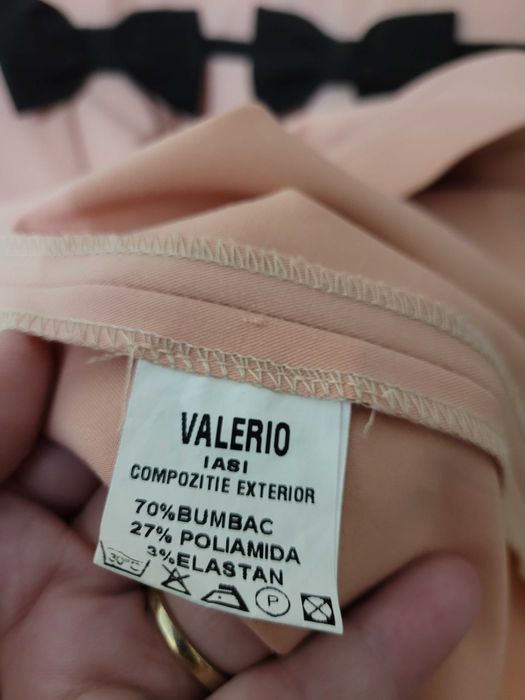 VALERIO
IASI
COMPOZITIE EXTERIOR
70%BUMBAC
27% POLIAMIDA
3%ELASTAN
30°C P